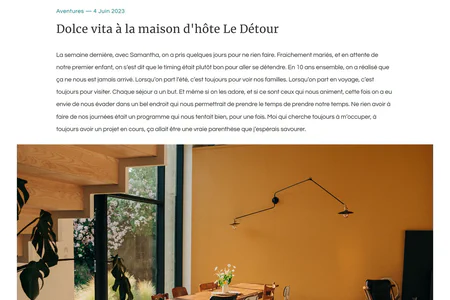 Aventures — 4 Juin 2023
Dolce vita à la maison d'hôte Le Détour
La semaine dernière, avec Samantha, on a pris quelques jours pour ne rien faire. Fraichement mariés, et en attente de
notre premier enfant, on s'est dit que le timing était plutôt bon pour aller se détendre. En 10 ans ensemble, on a réalisé que
ça ne nous est jamais arrivé. Lorsqu'on part l'été, c'est toujours pour voir nos familles. Lorsqu'on part en voyage, c'est
toujours pour visiter. Chaque séjour a un but. Et même si on les adore, et si ce sont ceux qui nous animent, cette fois on a eu
envie de nous évader dans un bel endroit qui nous permettrait de prendre le temps de prendre notre temps. Ne rien avoir à
faire de nos journées était un programme qui nous tentait bien, pour une fois. Moi qui cherche toujours à m'occuper, à
toujours avoir un projet en cours, ça allait être une vraie parenthèse que j'espérais savourer.